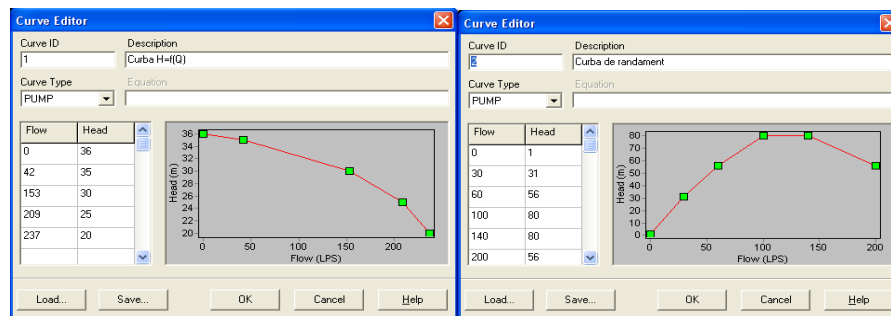 Curve Editor
Curve ID Description
1 Curba H=f(Q)
Curve Type Equation
PUMP
Flow Head
0 36
42 35
153 30
209 25
237 20
36
34
32
30
28
26
24
22
20
Head (m)
0 50 100 150 200
Flow (LPS)
Load... Save... OK Cancel Help
Curve Editor
Curve ID Description
2 Curba de randament
Curve Type Equation
PUMP
Flow Head
0 1
30 31
60 56
100 80
140 80
200 56
80
70
60
50
40
30
20
10
0
Head (m)
0 50 100 150 200
Flow (LPS)
Load... Save... OK Cancel Help